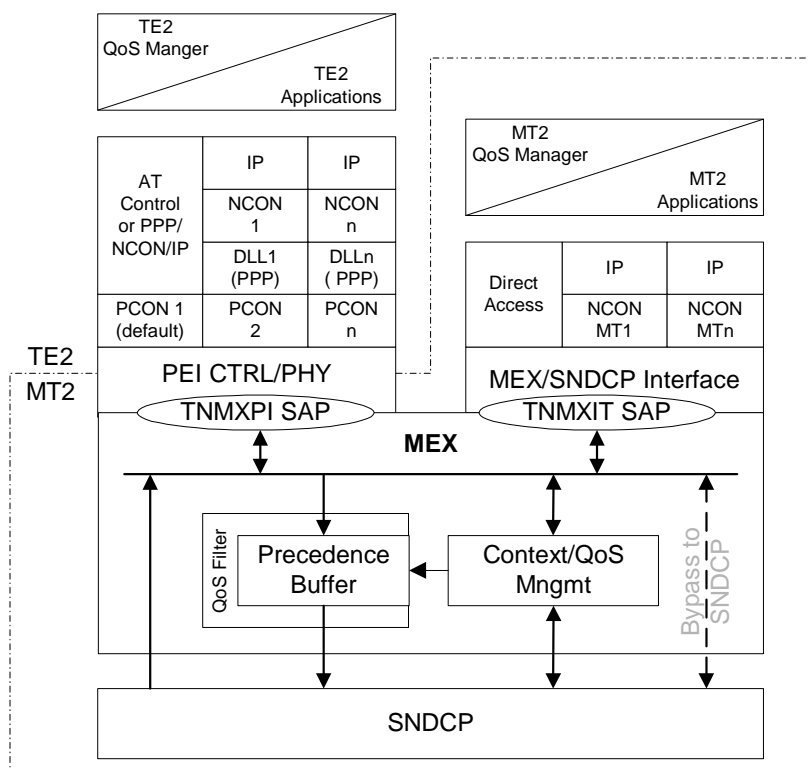 TE2
QoS Manger
TE2
Applications
MT2
QoS Manager
MT2
Applications
AT
Control
or PPP/
NCON/IP
IP
IP
NCON
1
NCON
n
DLL1
(PPP)
DLLn
( PPP)
PCON 1
(default)
PCON
2
PCON
n
Direct
Access
IP
IP
NCON
MT1
NCON
MTn
TE2
MT2
PEI CTRL/PHY
MEX/SNDCP Interface
TNMXPI SAP
TNMXIT SAP
MEX
QoS Filter
Precedence
Buffer
Context/QoS
Mngmt
Bypass to
SNDCP
SNDCP